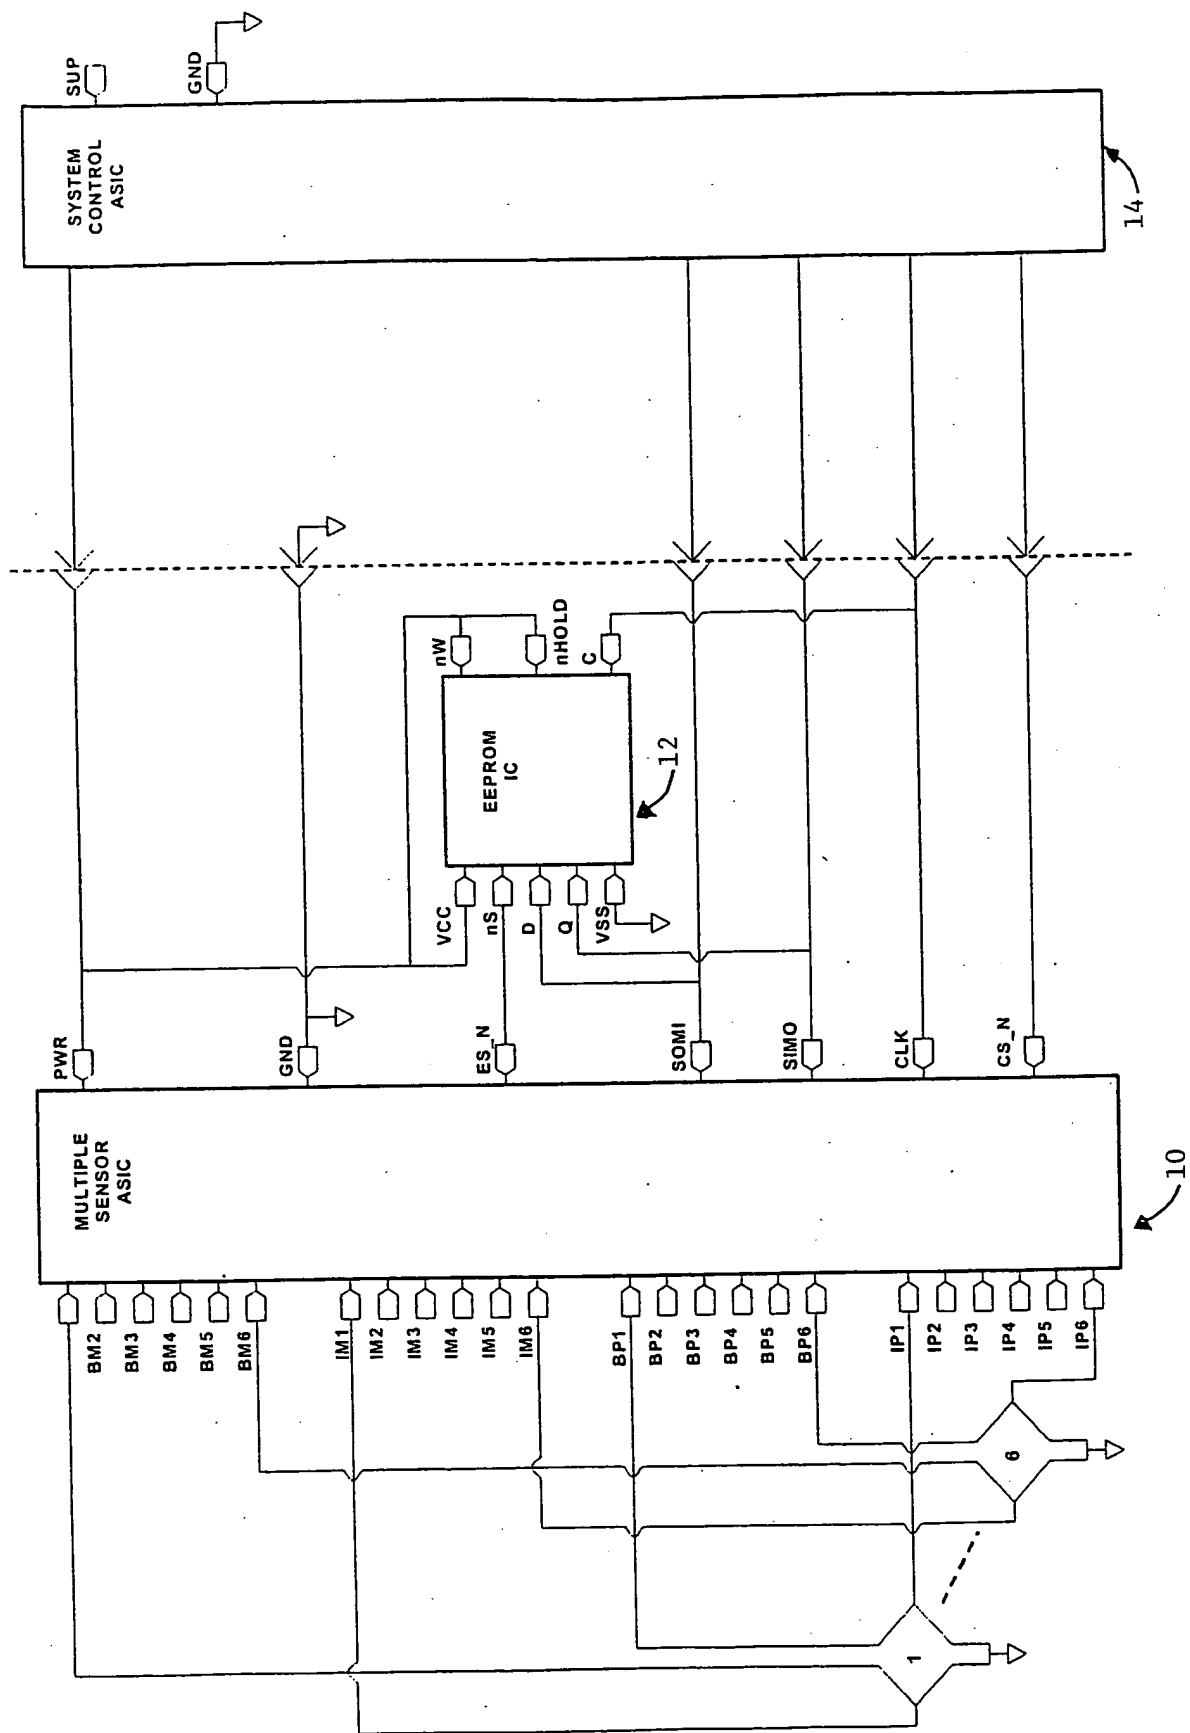 MULTIPLE
SENSOR
ASIC
BM2
BM3
BM4
BM5
BM6
IM1
IM2
IM3
IM4
IM5
IM6
BP1
BP2
BP3
BP4
BP5
BP6
IP1
IP2
IP3
IP4
IP5
IP6
1
6
10
PWR
GND
ES_N
SOMI
SIMO
CLK
CS_N
EEPROM
IC
VCC
nS
D
Q
VSS
nW
nHOLD
C
12
SYSTEM
CONTROL
ASIC
SUP
GND
14